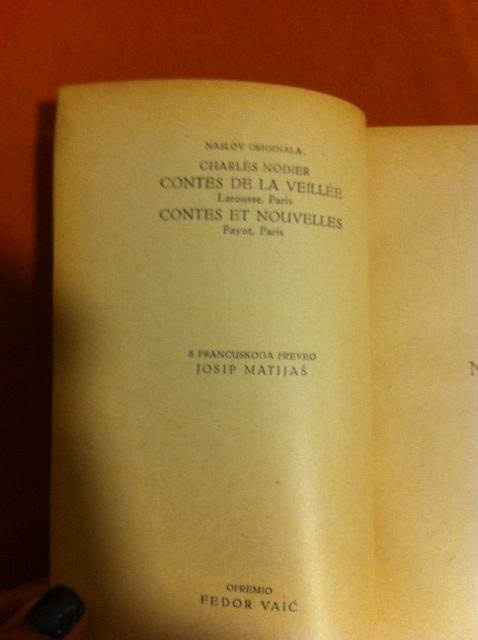 NASLOV ORIGINALA
CHARLES NODIER
CONTES DE LA VEILLÉE
Larousse, Paris
CONTES ET NOUVELLES
Payot, Paris
S FRANCUSKOGA PREVEO
JOSIP MATIJAŠ
OPREMIO
FEDOR VAIĆ
N